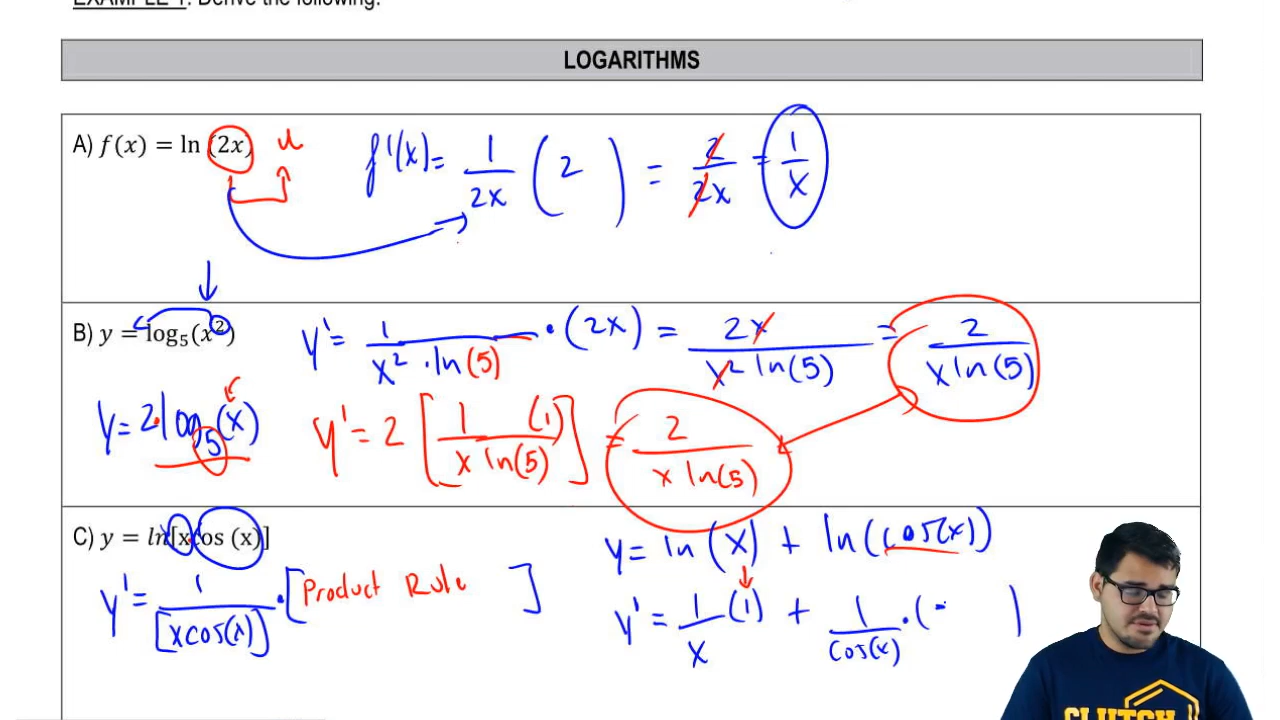 EXAMPLE 1: Derive the following.
LOGARITHMS
A) f(x) = ln (2x) u f'(x) = 1/2x (2) = 2/2x = 1/x
B) y = log₅(x²) y' = 1/(x² · ln(5)) · (2x) = 2x/(x² ln(5)) = 2/(x ln(5))
y = 2 log₅(x) y' = 2 [1/(x ln(5)) (1)] = 2/(x ln(5))
C) y = ln[xcos (x)] y = ln(x) + ln(cos(x))
y' = 1/[xcos(x)] · [Product Rule] y' = 1/x (1) + 1/cos(x) · (- )
CLUTCH